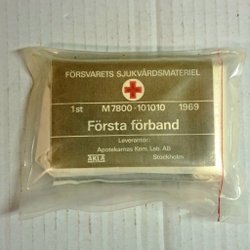 FÖRSVARETS SJUKVÅRDSMATERIEL
1st M7800-101010 1969
Första förband
Leverantör:
Apotekarnas Kem. Lab. AB
AKLA Stockholm